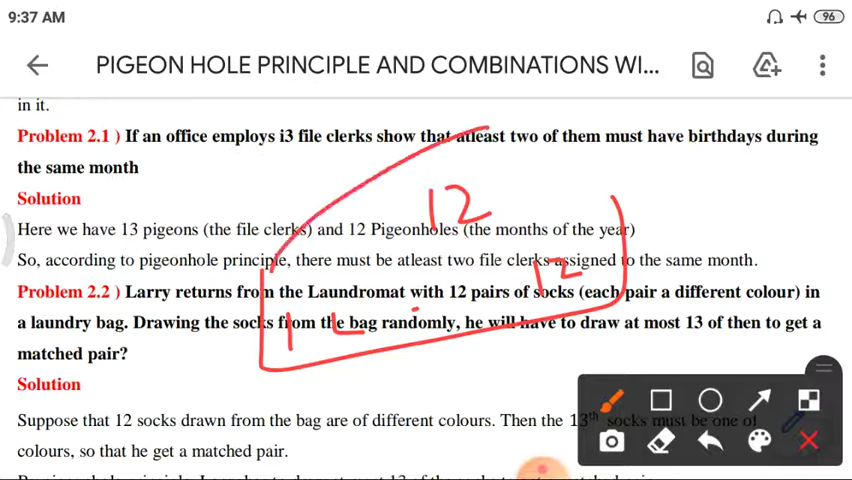 9:37 AM
96
PIGEON HOLE PRINCIPLE AND COMBINATIONS WI...
in it.
Problem 2.1 ) If an office employs i3 file clerks show that atleast two of them must have birthdays during
the same month
Solution
12
Here we have 13 pigeons (the file clerks) and 12 Pigeonholes (the months of the year)
So, according to pigeonhole principle, there must be atleast two file clerks assigned to the same month.
12
Problem 2.2 ) Larry returns from the Laundromat with 12 pairs of socks (each pair a different colour) in
a laundry bag. Drawing the socks from the bag randomly, he will have to draw at most 13 of then to get a
matched pair?
Solution
Suppose that 12 socks drawn from the bag are of different colours. Then the 13th socks must be one of
colours, so that he get a matched pair.